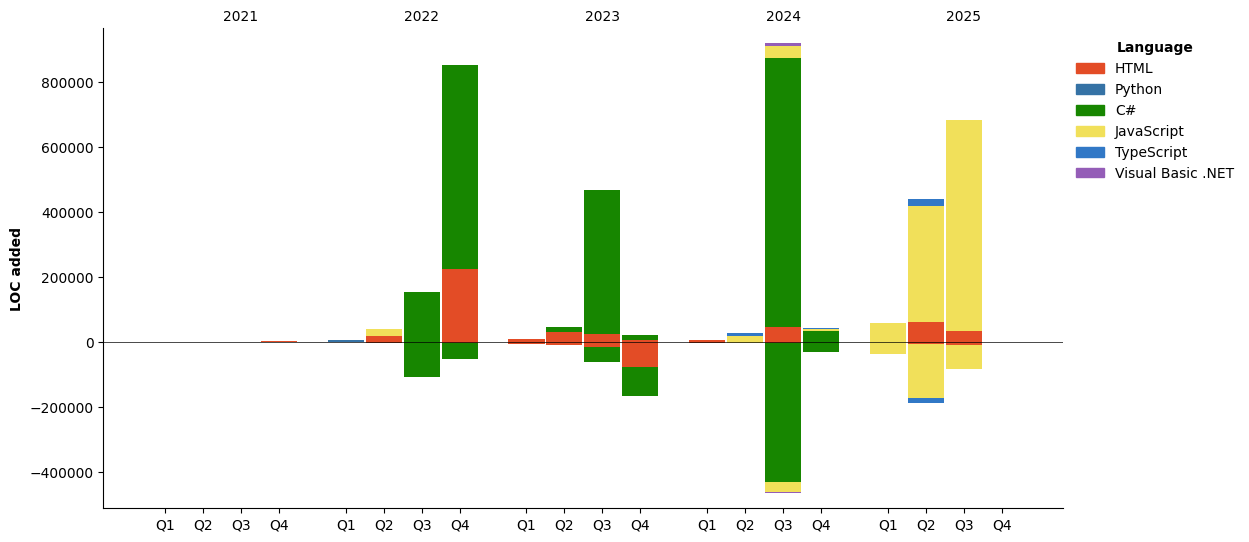 2021 2022 2023 2024 2025
Language
HTML
Python
C#
JavaScript
TypeScript
Visual Basic .NET
LOC added
800000
600000
400000
200000
0
−200000
−400000
Q1 Q2 Q3 Q4 Q1 Q2 Q3 Q4 Q1 Q2 Q3 Q4 Q1 Q2 Q3 Q4 Q1 Q2 Q3 Q4